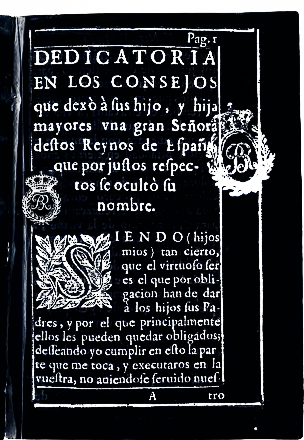 Pag. 1
DEDICATORIA
EN LOS CONSEJOS
que dexò à sus hijo, y hija
mayores vna gran Señora
destos Reynos de España
que por justos respec-
tos se ocultò su
nombre.
SIENDO (hijos
mios) tan cierto,
que el virtuoso ser
es el que por obli-
gacion han de dar
à los hijos sus Pa-
dres, y por el que principalmente
ellos les pueden quedar obligados;
desseando yo cumplir en esto la par
te que me toca, y executaros en la
vuestra, no auiendose seruido nues-
A tro